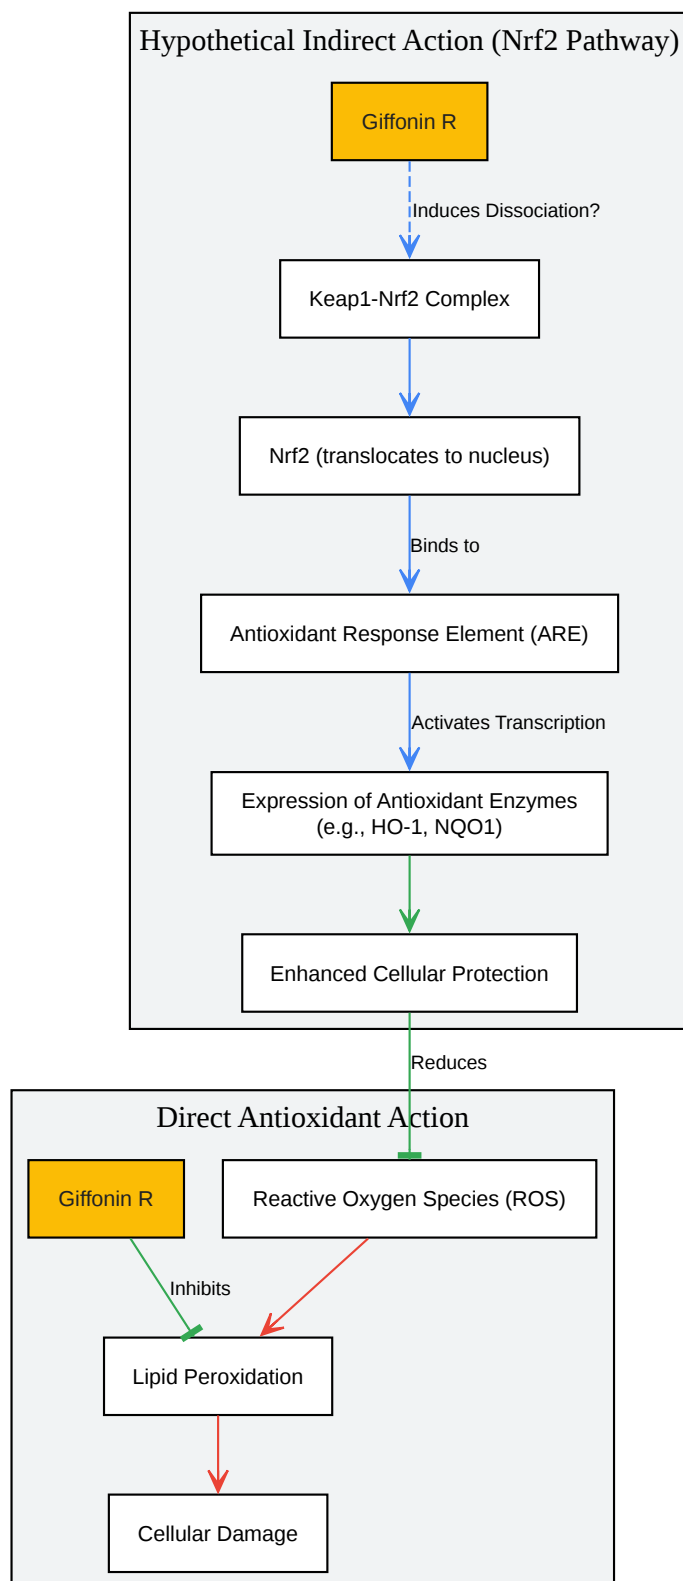 Hypothetical Indirect Action (Nrf2 Pathway)
Giffonin R
Induces Dissociation?
Keap1-Nrf2 Complex
Nrf2 (translocates to nucleus)
Binds to
Antioxidant Response Element (ARE)
Activates Transcription
Expression of Antioxidant Enzymes
(e.g., HO-1, NQO1)
Enhanced Cellular Protection
Reduces
Direct Antioxidant Action
Giffonin R
Reactive Oxygen Species (ROS)
Inhibits
Lipid Peroxidation
Cellular Damage